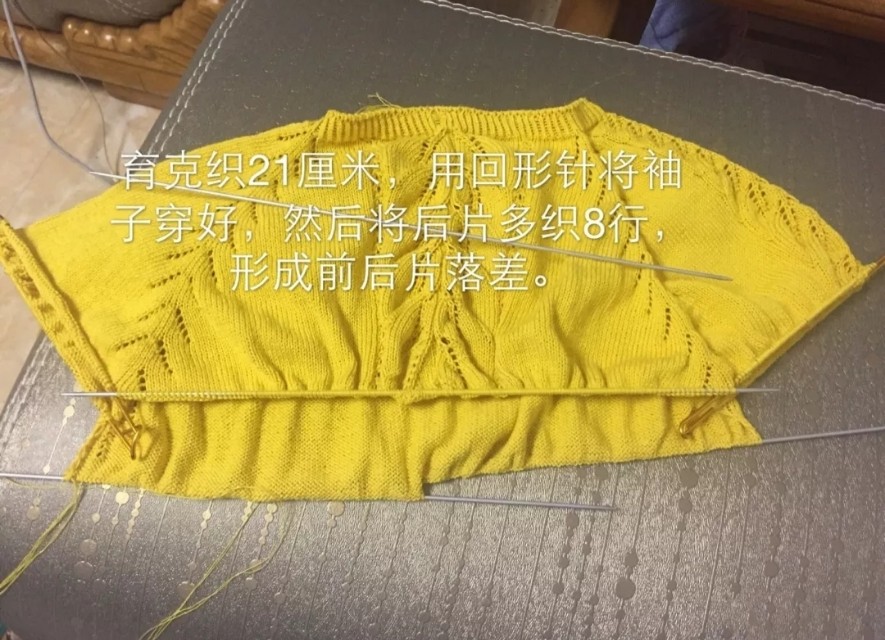 育克织21厘米，用回形针将袖
子穿好，然后将后片多织8行，
形成前后片落差。